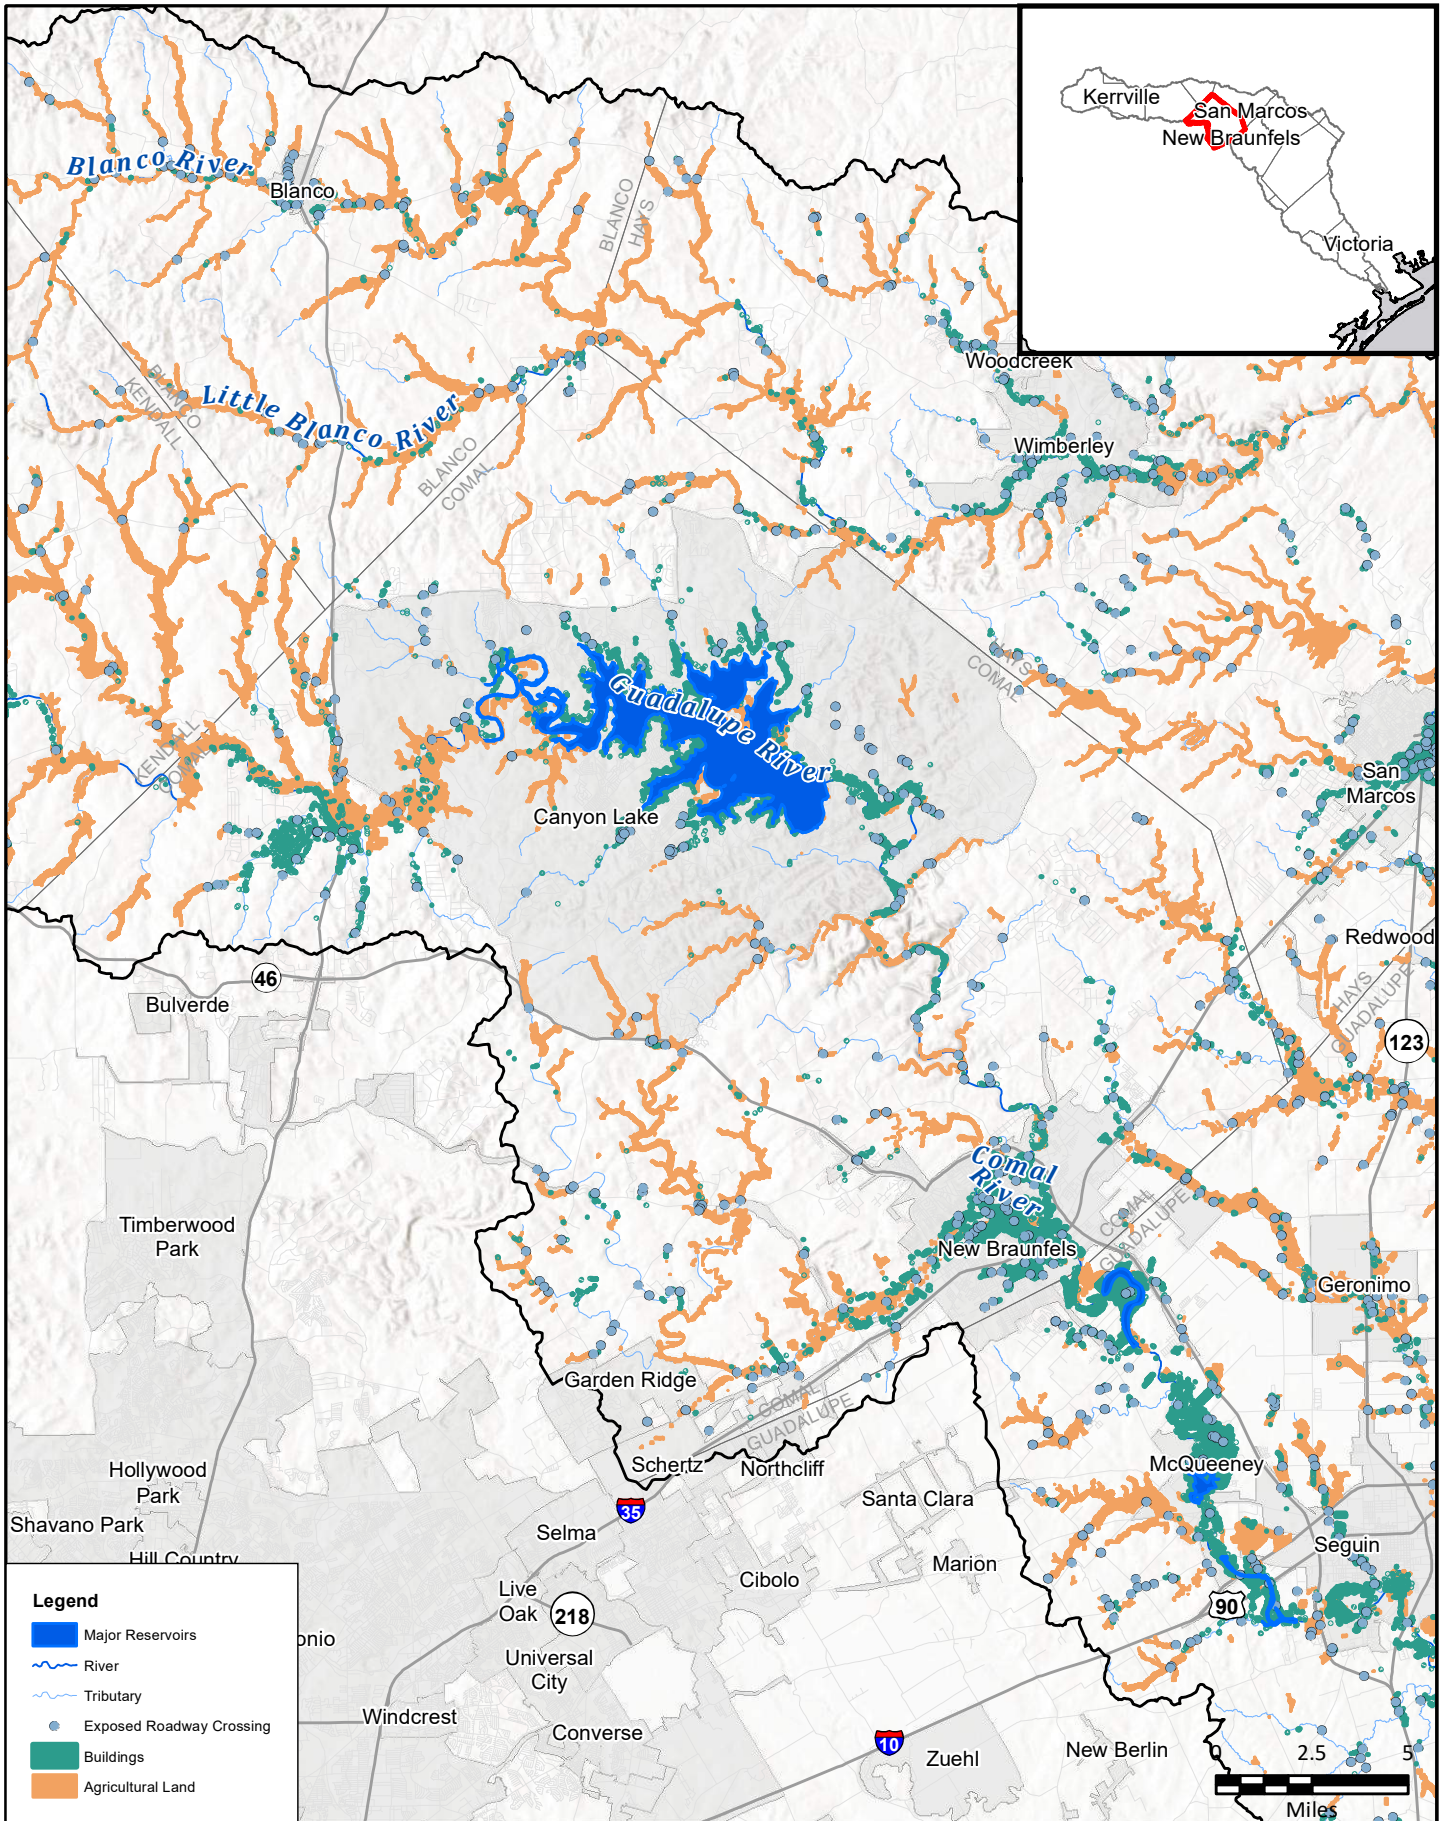 Kerrville
San Marcos
New Braunfels
Victoria
Blanco River
Blanco
BLANCO
HAYS
Woodcreek
BLANCO
KENDALL
Little Blanco River
Wimberley
BLANCO
COMAL
HAYS
COMAL
Guadalupe River
KENDALL
COMAL
San
Marcos
Canyon Lake
Redwood
46
Bulverde
HAYS
GUADALUPE
123
Comal
River
COMAL
GUADALUPE
Timberwood
Park
New Braunfels
Geronimo
Garden Ridge
COMAL
GUADALUPE
Schertz
Northcliff
McQueeney
Hollywood
Park
Santa Clara
35
Shavano Park
Selma
Seguin
Hill Country
Marion
Cibolo
Live
Oak
218
90
Legend
Major Reservoirs
River
Tributary
Exposed Roadway Crossing
Buildings
Agricultural Land
onio
Universal
City
Windcrest
Converse
10
Zuehl
New Berlin
0 2.5 5
Miles